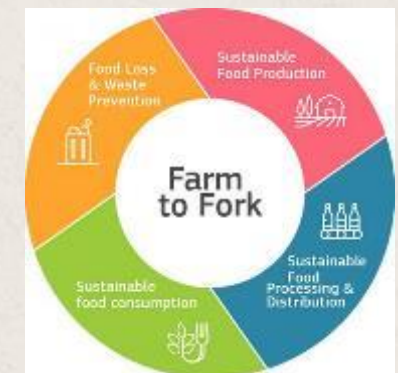 Food Loss
& Waste
Prevention
Sustainable
Food Production
Farm
to Fork
Sustainable
Food
Processing &
Distribution
Sustainable
food consumption